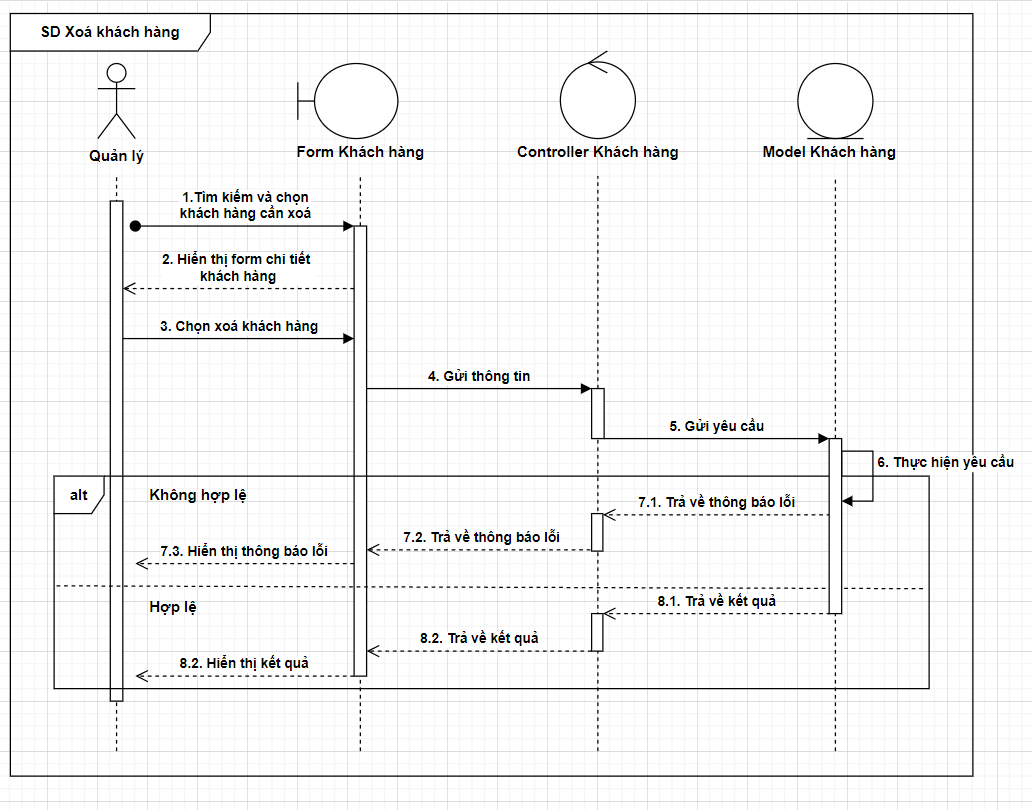 SD Xoá khách hàng
Quản lý
Form Khách hàng
Controller Khách hàng
Model Khách hàng
1.Tìm kiếm và chọn
khách hàng cần xoá
2. Hiển thị form chi tiết
khách hàng
3. Chọn xoá khách hàng
4. Gửi thông tin
5. Gửi yêu cầu
6. Thực hiện yêu cầu
alt
Không hợp lệ
7.1. Trả về thông báo lỗi
7.2. Trả về thông báo lỗi
7.3. Hiển thị thông báo lỗi
Hợp lệ
8.1. Trả về kết quả
8.2. Trả về kết quả
8.2. Hiển thị kết quả